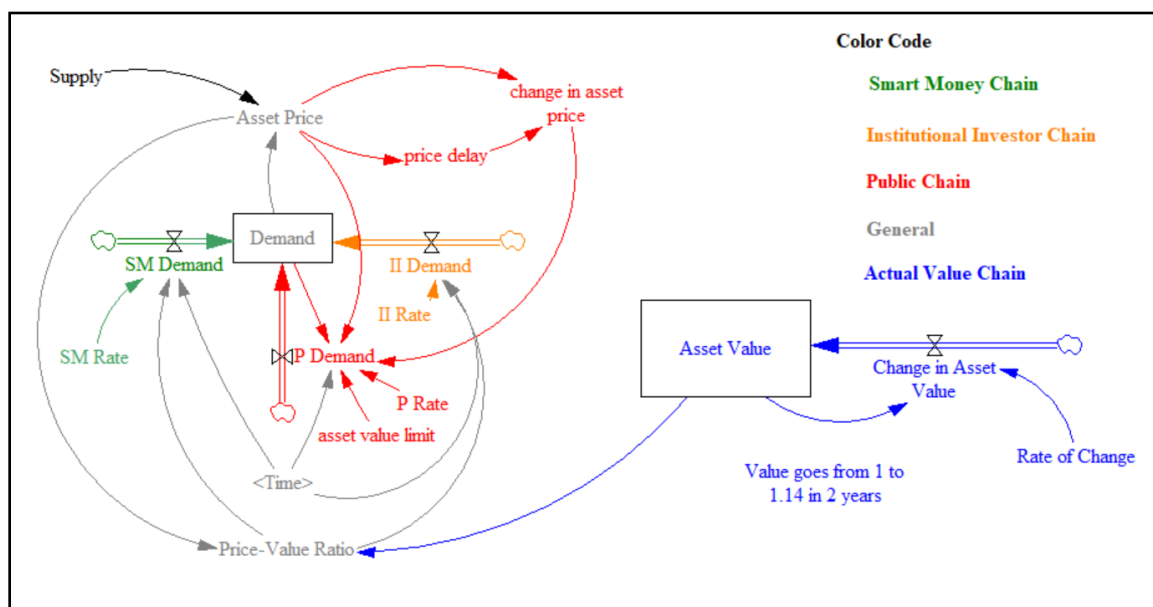 Color Code
Supply
Smart Money Chain
change in asset
price
Asset Price
Institutional Investor Chain
price delay
Public Chain
Demand
General
SM Demand
II Demand
Actual Value Chain
II Rate
Asset Value
SM Rate
P Demand
Change in Asset
Value
P Rate
asset value limit
Rate of Change
Value goes from 1 to
1.14 in 2 years
<Time>
Price-Value Ratio